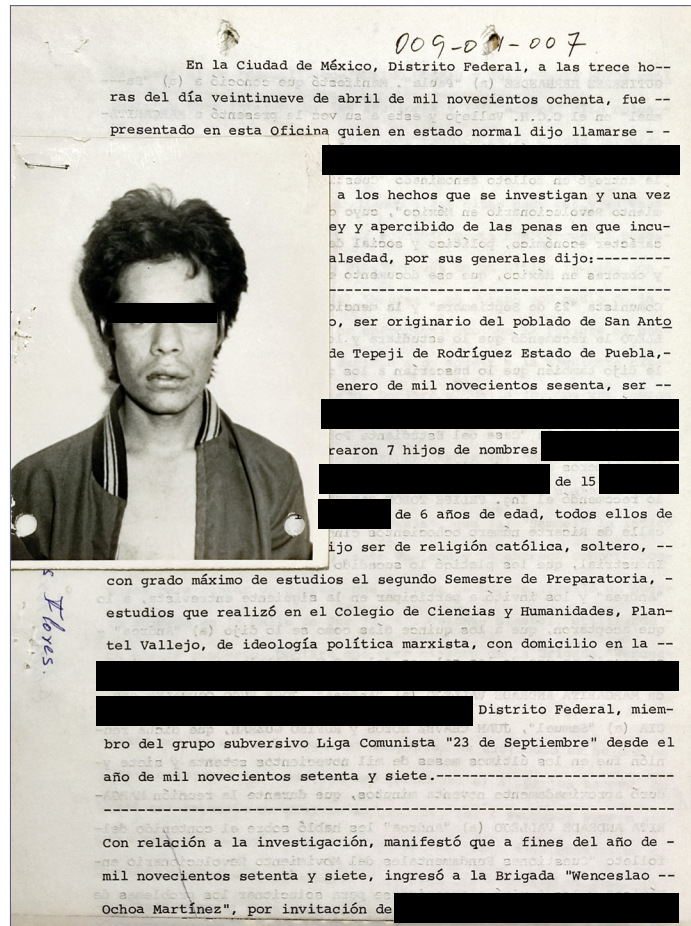 009-011-007
En la Ciudad de México, Distrito Federal, a las trece ho--
ras del día veintinueve de abril de mil novecientos ochenta, fue --
presentado en esta Oficina quien en estado normal dijo llamarse - -
a los hechos que se investigan y una vez
ey y apercibido de las penas en que incu-
alsedad, por sus generales dijo:---------
o, ser originario del poblado de San Anto
de Tepeji de Rodríguez Estado de Puebla,-
enero de mil novecientos sesenta, ser --
rearon 7 hijos de nombres
de 15
de 6 años de edad, todos ellos de
ijo ser de religión católica, soltero, --
con grado máximo de estudios el segundo Semestre de Preparatoria, -
estudios que realizó en el Colegio de Ciencias y Humanidades, Plan-
tel Vallejo, de ideología política marxista, con domicilio en la --
Distrito Federal, miem-
bro del grupo subversivo Liga Comunista "23 de Septiembre" desde el
año de mil novecientos setenta y siete.---------------------------
Con relación a la investigación, manifestó que a fines del año de -
mil novecientos setenta y siete, ingresó a la Brigada "Wenceslao --
Ochoa Martínez", por invitación de
s Flores.